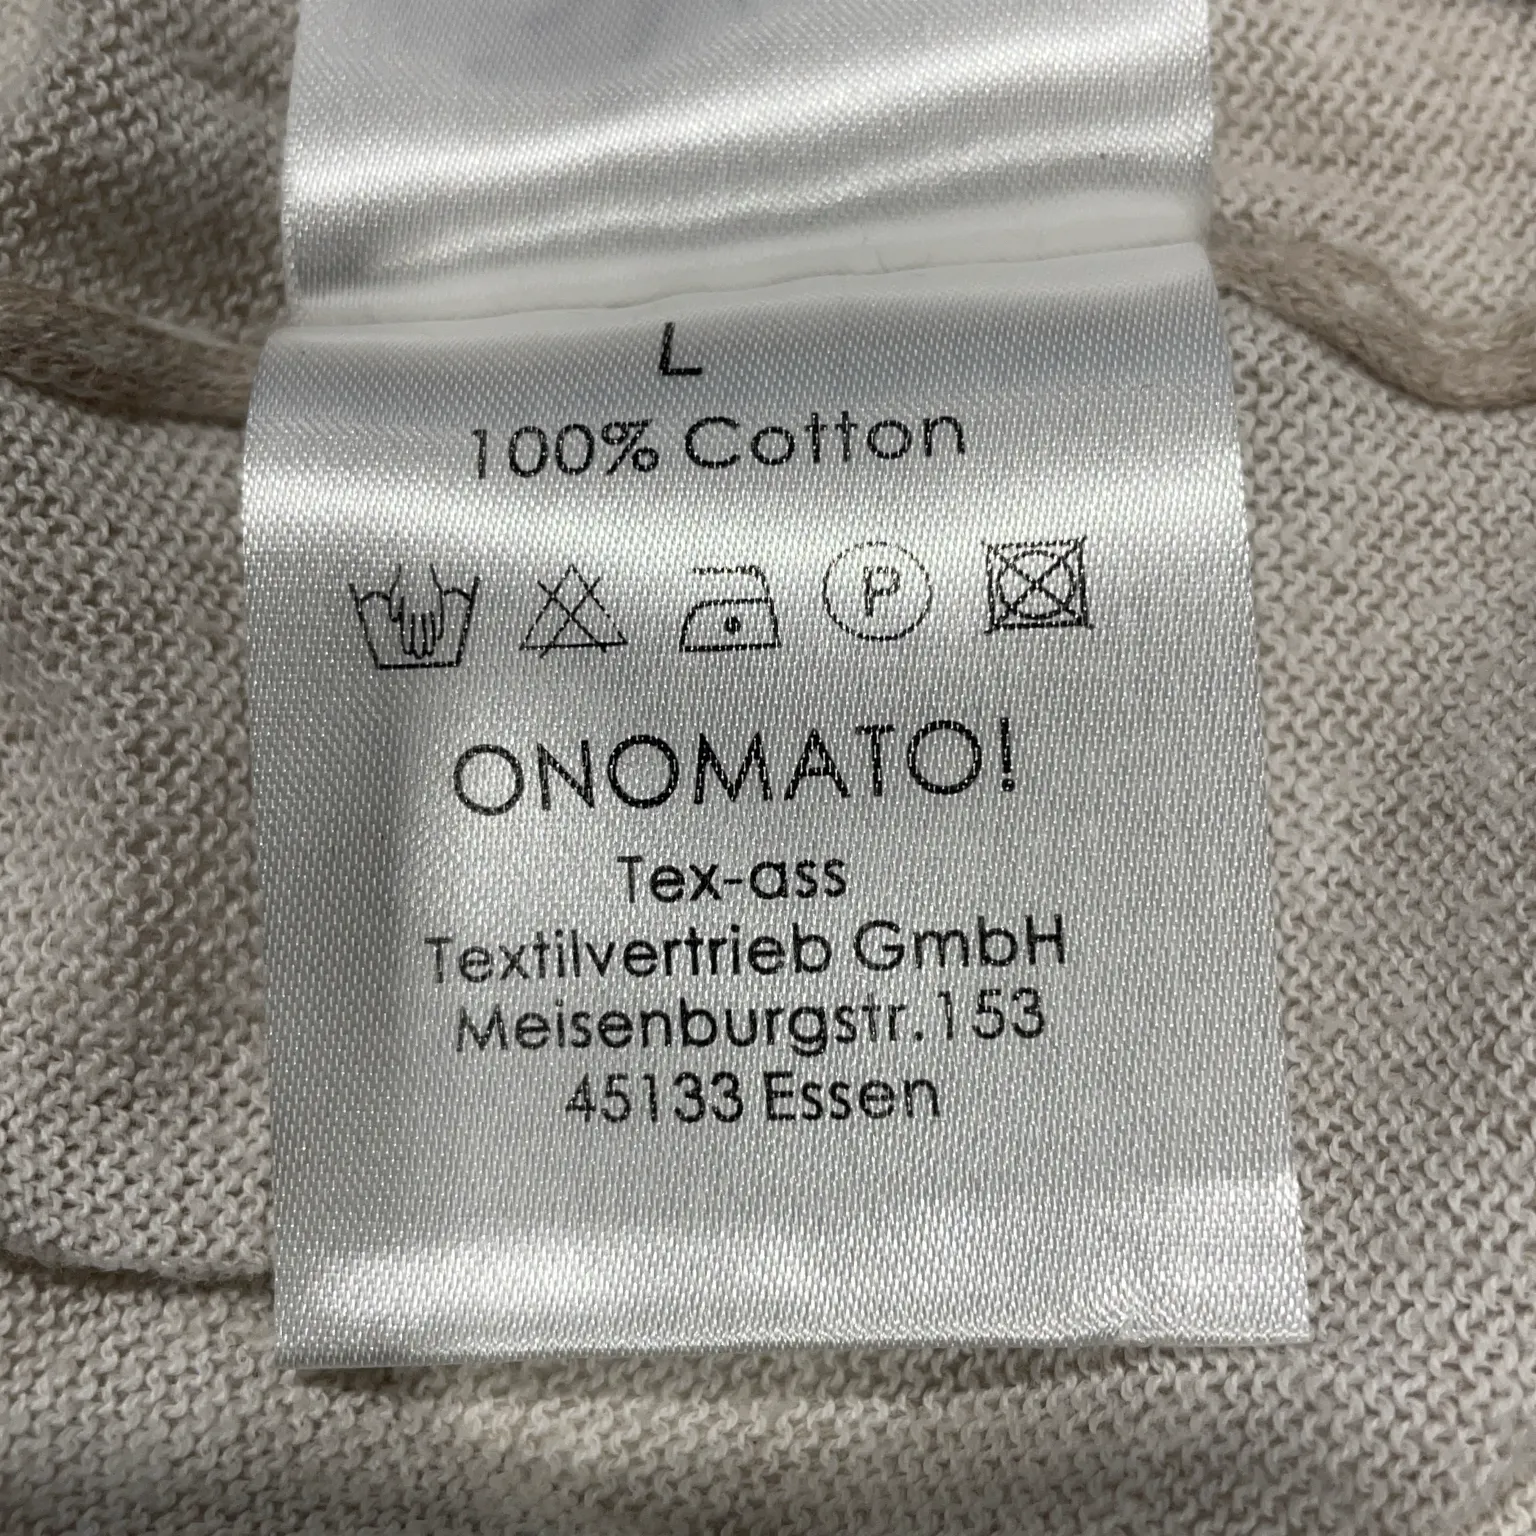 L
100% Cotton
P
ONOMATO!
Tex-ass
Textilvertrieb GmbH
Meisenburgstr.153
45133 Essen